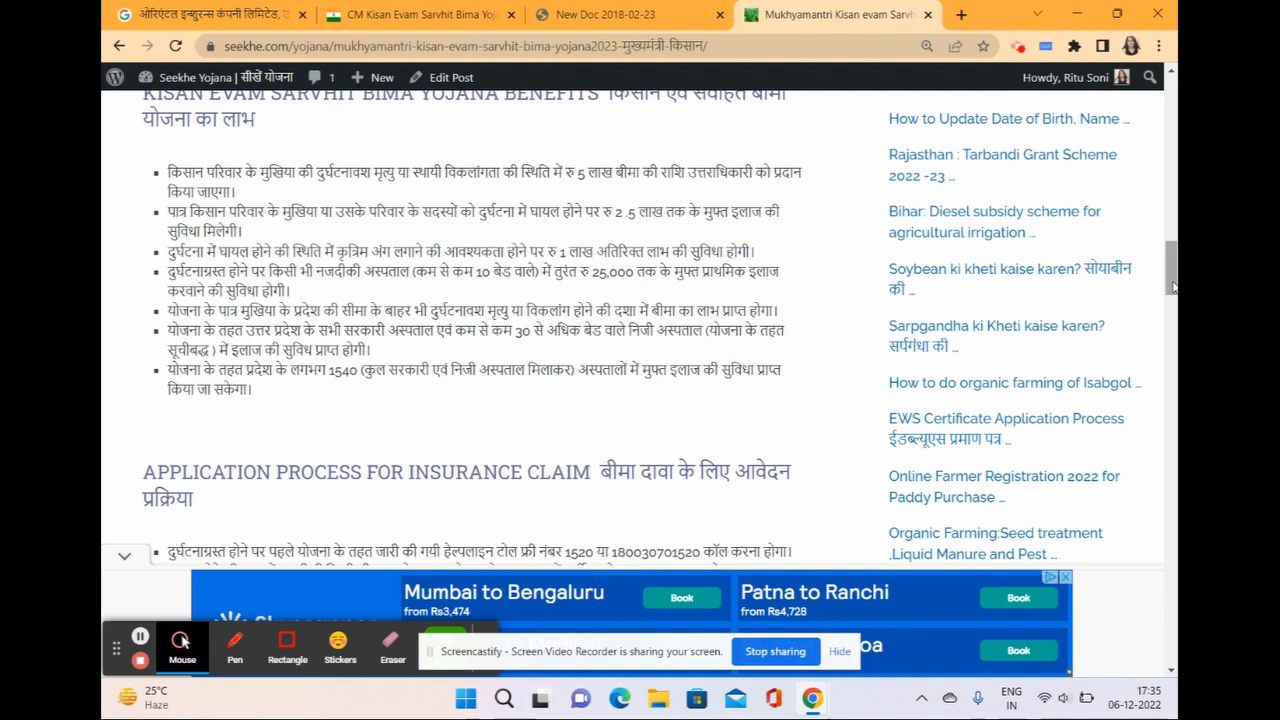 ओरिएंटल इन्शुरन्स कंपनी लिमिटेड, उ
CM Kisan Evam Sarvhit Bima Yoj
New Doc 2018-02-23
Mukhyamantri Kisan evam Sarvh
seekhe.com/yojana/mukhyamantri-kisan-evam-sarvhit-bima-yojana2023-मुख्यमंत्री-किसान/
Seekhe Yojana | सीखें योजना
1
New
Edit Post
Howdy, Ritu Soni
KISAN EVAM SARVHIT BIMA YOJANA BENEFITS किसान एवं सर्वहित बीमा
योजना का लाभ
किसान परिवार के मुखिया की दुर्घटनावश मृत्यु या स्थायी विकलांगता की स्थिति में रु 5 लाख बीमा की राशि उत्तराधिकारी को प्रदान
किया जाएगा।
पात्र किसान परिवार के मुखिया या उसके परिवार के सदस्यों को दुर्घटना में घायल होने पर रु 2 .5 लाख तक के मुफ्त इलाज की
सुविधा मिलेगी।
दुर्घटना में घायल होने की स्थिति में कृत्रिम अंग लगाने की आवश्यकता होने पर रु 1 लाख अतिरिक्त लाभ की सुविधा होगी।
दुर्घटनाग्रस्त होने पर किसी भी नजदीकी अस्पताल (कम से कम 10 बेड वाले) में तुरंत रु 25,000 तक के मुफ्त प्राथमिक इलाज
करवाने की सुविधा होगी।
योजना के पात्र मुखिया के प्रदेश की सीमा के बाहर भी दुर्घटनावश मृत्यु या विकलांग होने की दशा में बीमा का लाभ प्राप्त होगा।
योजना के तहत उत्तर प्रदेश के सभी सरकारी अस्पताल एवं कम से कम 30 से अधिक बेड वाले निजी अस्पताल (योजना के तहत
सूचीबद्ध ) में इलाज की सुविध प्राप्त होगी।
योजना के तहत प्रदेश के लगभग 1540 (कुल सरकारी एवं निजी अस्पताल मिलाकर) अस्पतालों में मुफ्त इलाज की सुविधा प्राप्त
किया जा सकेगा।
APPLICATION PROCESS FOR INSURANCE CLAIM बीमा दावा के लिए आवेदन
प्रक्रिया
दुर्घटनाग्रस्त होने पर पहले योजना के तहत जारी की गयी हेल्पलाइन टोल फ्री नंबर 1520 या 180030701520 कॉल करना होगा।
How to Update Date of Birth, Name ...
Rajasthan : Tarbandi Grant Scheme
2022 -23 ...
Bihar: Diesel subsidy scheme for
agricultural irrigation ...
Soybean ki kheti kaise karen? सोयाबीन
की ...
Sarpgandha ki Kheti kaise karen?
सर्पगंधा की ...
How to do organic farming of Isabgol ...
EWS Certificate Application Process
ईडब्ल्यूएस प्रमाण पत्र ...
Online Farmer Registration 2022 for
Paddy Purchase ...
Organic Farming:Seed treatment
,Liquid Manure and Pest ...
Mumbai to Bengaluru
from Rs3,474
Book
Patna to Ranchi
from Rs4,728
Book
Book
Mouse
Pen
Rectangle
Stickers
Eraser
Screencastify - Screen Video Recorder is sharing your screen.
Stop sharing
Hide
25°C
Haze
ENG
IN
17:35
06-12-2022